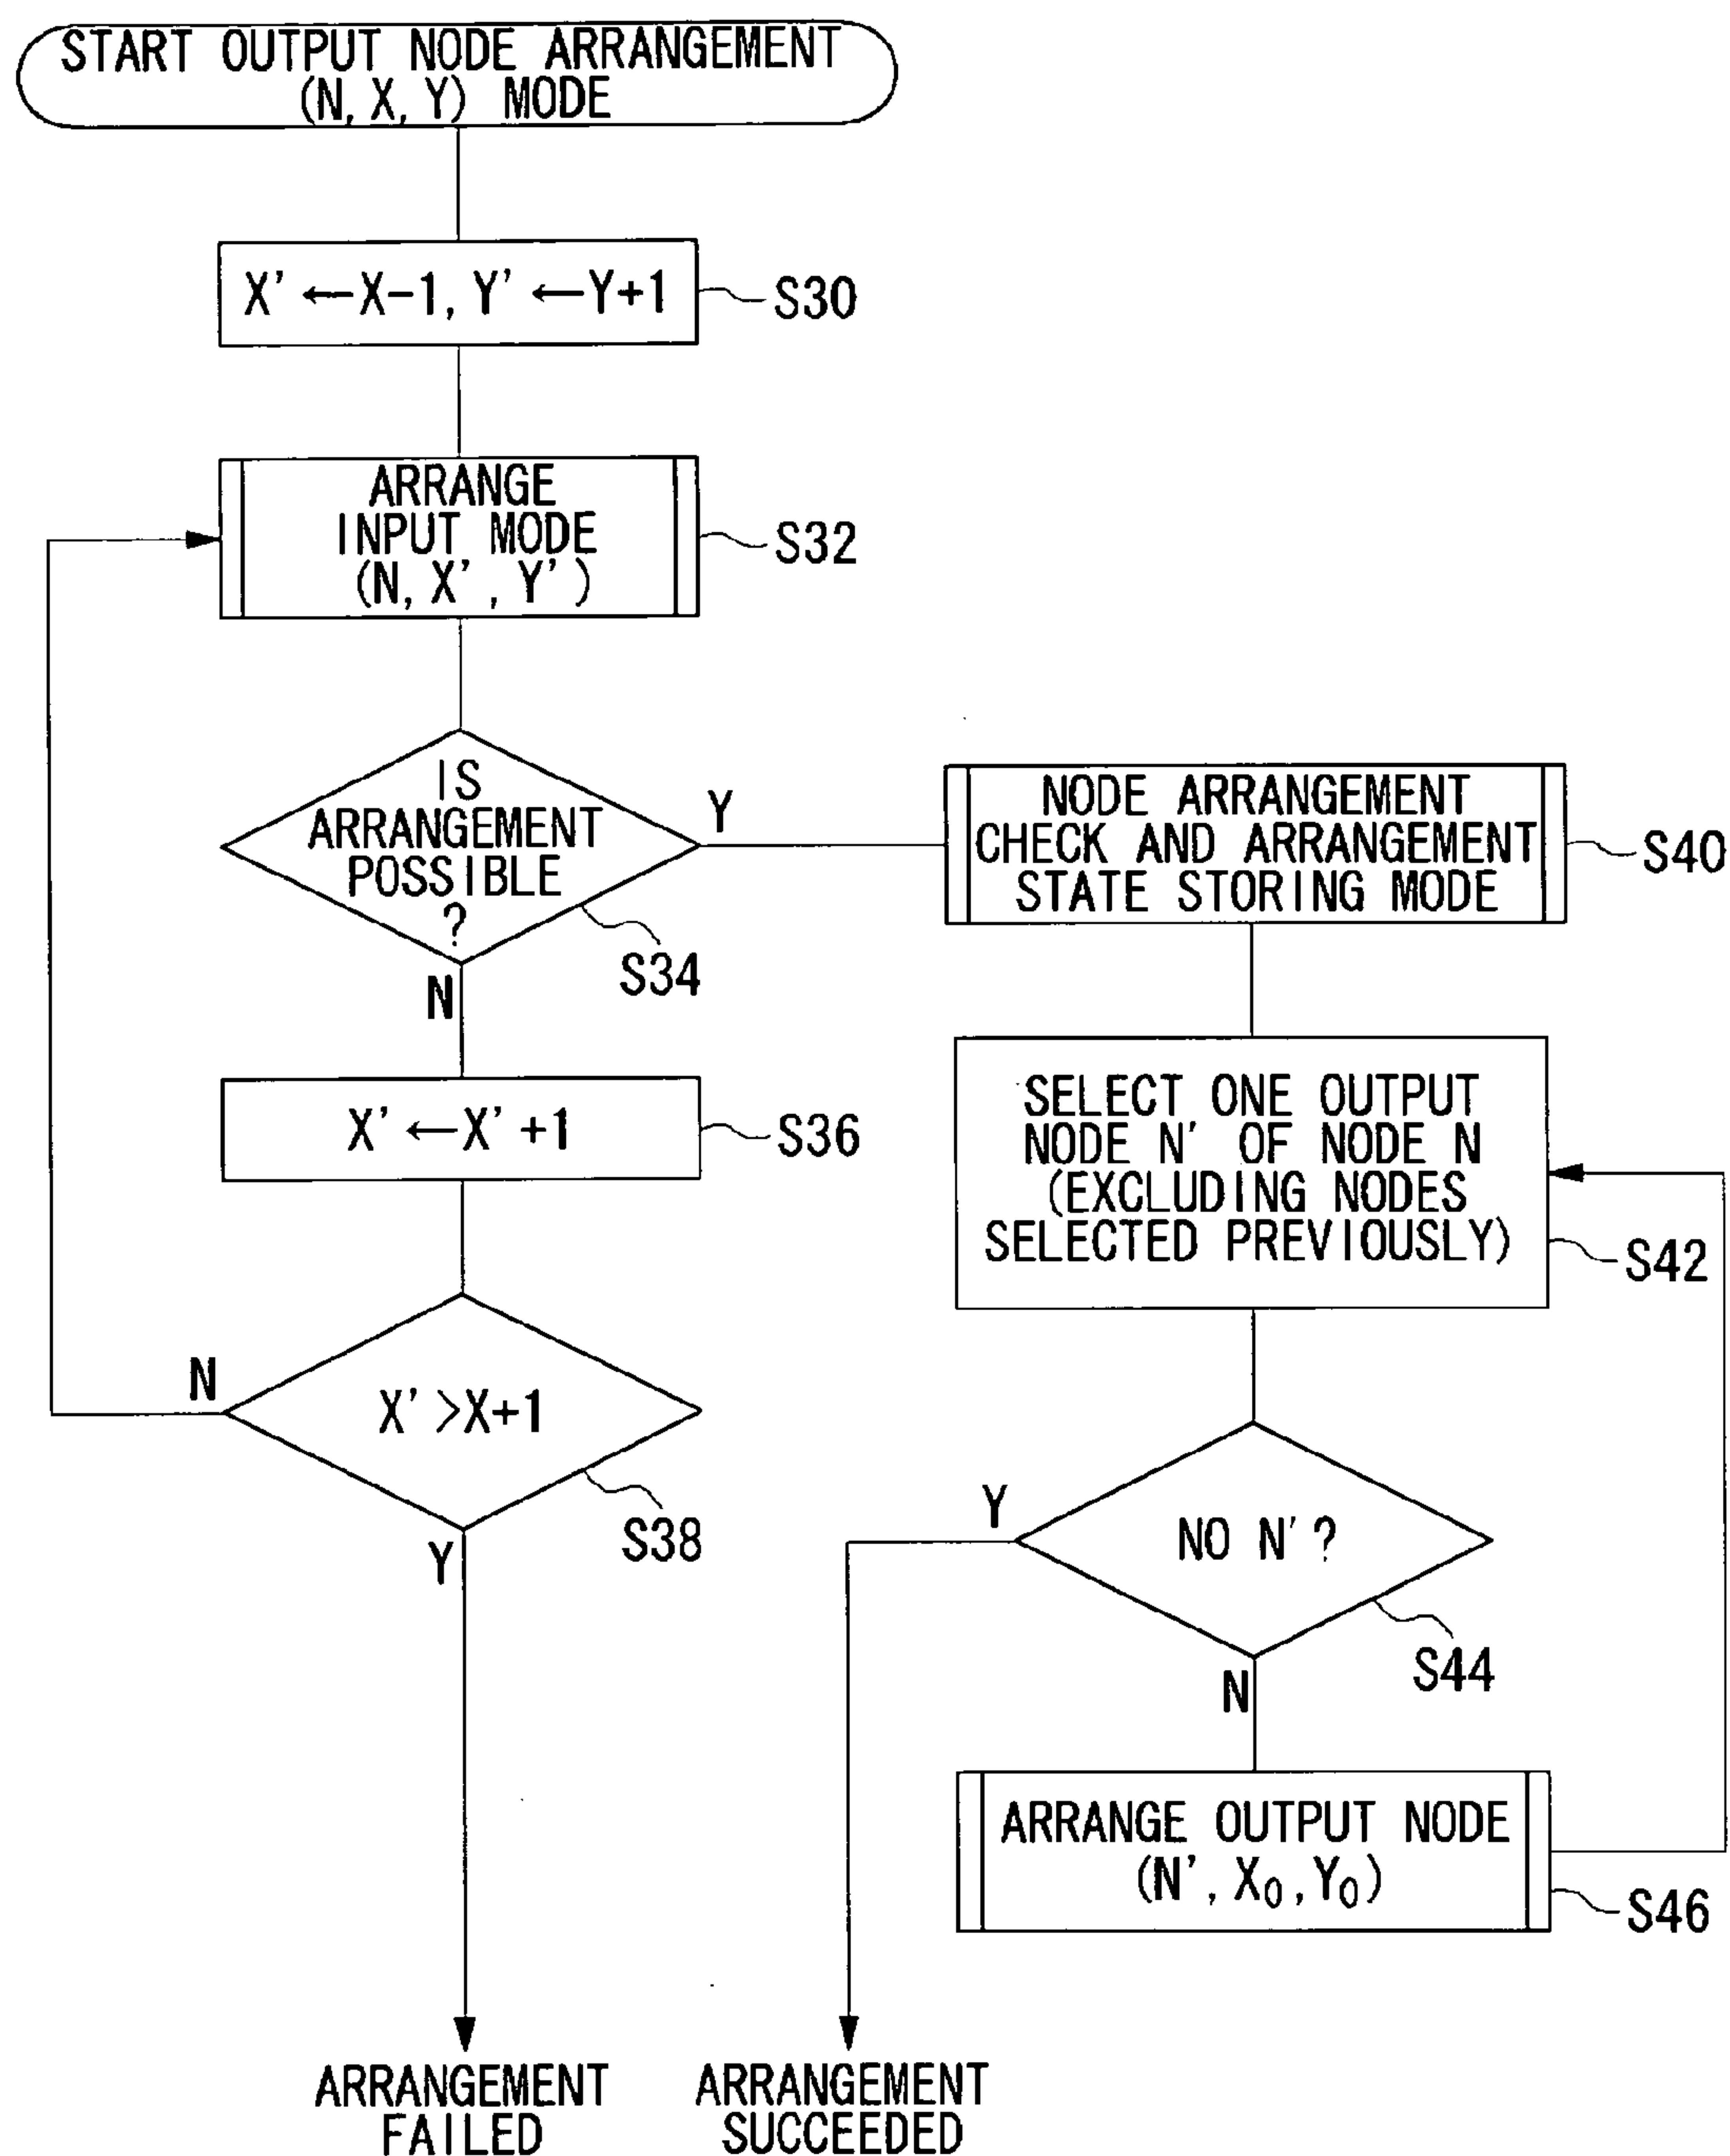 START OUTPUT NODE ARRANGEMENT
(N, X, Y) MODE
X' ←X-1, Y' ←Y+1
S30
ARRANGE
INPUT MODE
(N, X', Y')
S32
IS
ARRANGEMENT
POSSIBLE
?
Y
N
S34
X' ←X' +1
S36
N
X' >X+1
Y
S38
ARRANGEMENT
FAILED
NODE ARRANGEMENT
CHECK AND ARRANGEMENT
STATE STORING MODE
S40
SELECT ONE OUTPUT
NODE N' OF NODE N
(EXCLUDING NODES
SELECTED PREVIOUSLY)
S42
Y
NO N'?
N
S44
ARRANGE OUTPUT NODE
(N', X₀, Y₀)
S46
ARRANGEMENT
SUCCEEDED